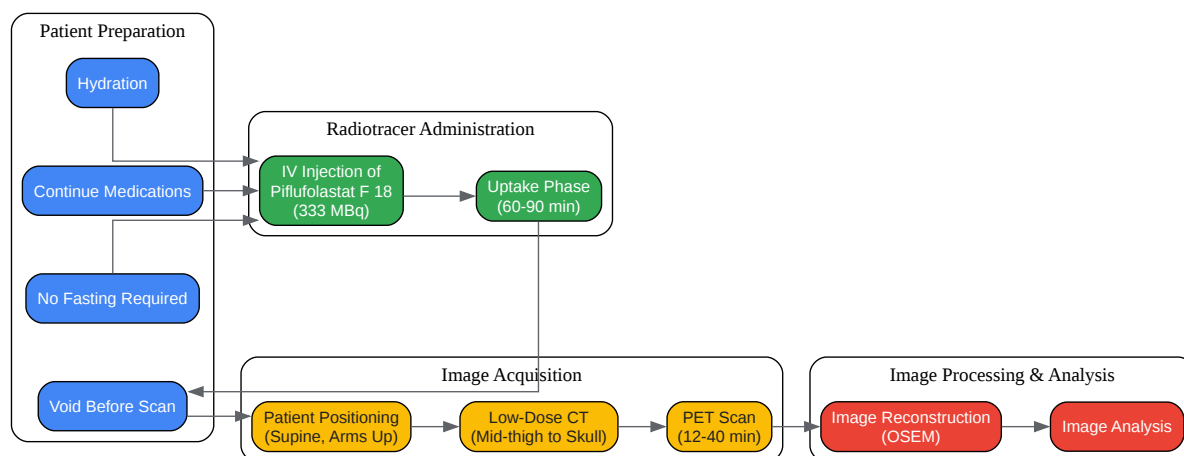 Patient Preparation
Hydration
Continue Medications
No Fasting Required
Void Before Scan
Radiotracer Administration
IV Injection of
Piflufolastat F 18
(333 MBq)
Uptake Phase
(60-90 min)
Image Acquisition
Patient Positioning
(Supine, Arms Up)
Low-Dose CT
(Mid-thigh to Skull)
PET Scan
(12-40 min)
Image Processing & Analysis
Image Reconstruction
(OSEM)
Image Analysis